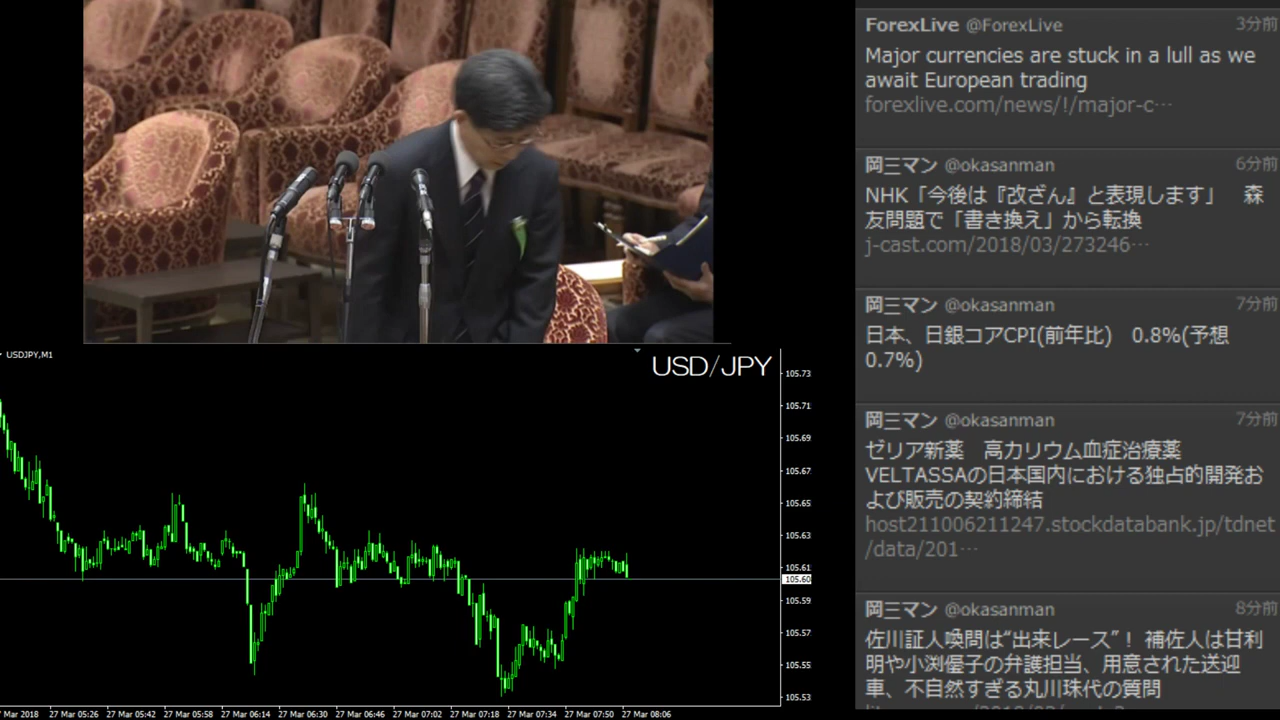 USDJPY,M1
USD/JPY
105.73
105.71
105.69
105.67
105.65
105.63
105.61
105.60
105.59
105.57
105.55
105.53
Mar 2018
27 Mar 05:26
27 Mar 05:42
27 Mar 05:58
27 Mar 06:14
27 Mar 06:30
27 Mar 06:46
27 Mar 07:02
27 Mar 07:18
27 Mar 07:34
27 Mar 07:50
27 Mar 08:06
ForexLive @ForexLive 3分前
Major currencies are stuck in a lull as we
await European trading
forexlive.com/news/!/major-c…
岡三マン @okasanman 6分前
NHK「今後は『改ざん』と表現します」　森
友問題で「書き換え」から転換
j-cast.com/2018/03/273246…
岡三マン @okasanman 7分前
日本、日銀コアCPI(前年比)　0.8%(予想
0.7%)
岡三マン @okasanman 7分前
ゼリア新薬　高カリウム血症治療薬
VELTASSAの日本国内における独占的開発お
よび販売の契約締結
host211006211247.stockdatabank.jp/tdnet
/data/201…
岡三マン @okasanman 8分前
佐川証人喚問は“出来レース”！ 補佐人は甘利
明や小渕優子の弁護担当、用意された送迎
車、不自然すぎる丸川珠代の質問